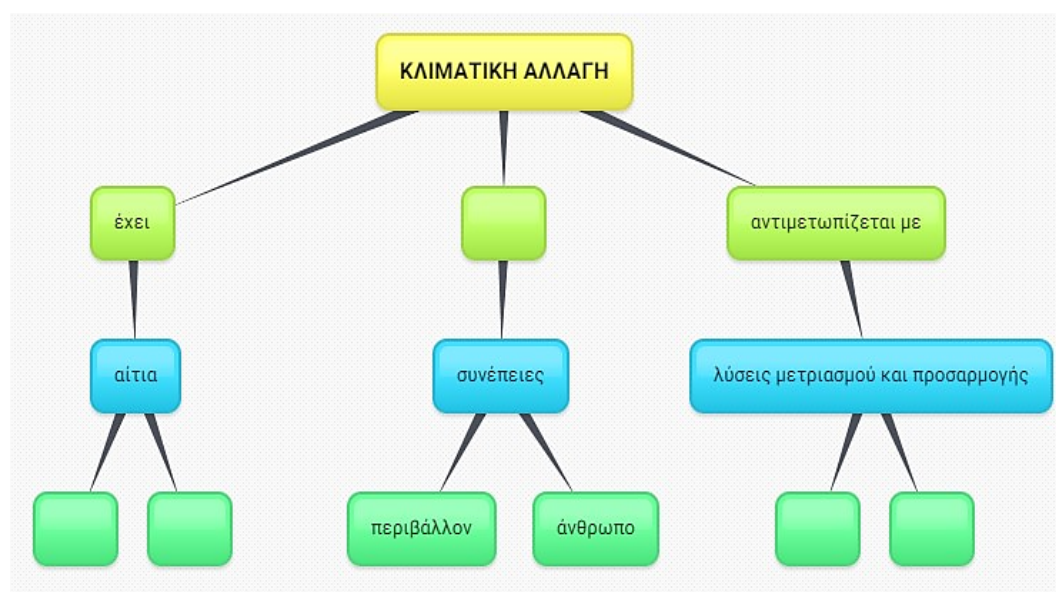 ΚΛΙΜΑΤΙΚΗ ΑΛΛΑΓΗ
έχει
αντιμετωπίζεται με
αίτια
συνέπειες
λύσεις μετριασμού και προσαρμογής
περιβάλλον
άνθρωπο